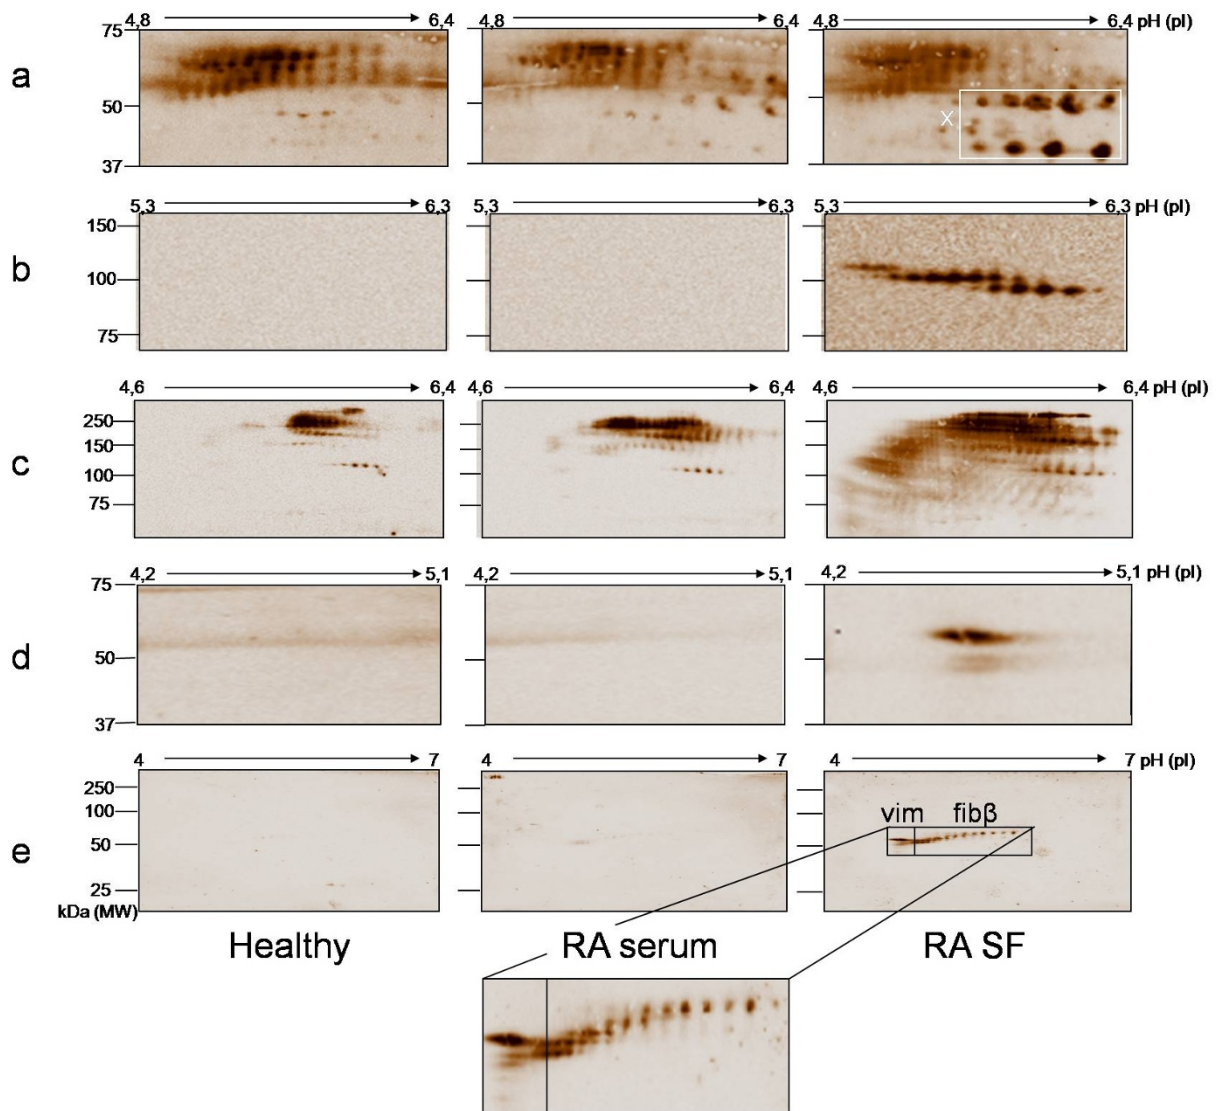 4,8 6,4 4,8 6,4 4,8 6,4 pH (pI)
75
a
50
X
37
5,3 6,3 5,3 6,3 5,3 6,3 pH (pI)
150
b
100
75
4,6 6,4 4,6 6,4 4,6 6,4 pH (pI)
250
150
c
100
75
4,2 5,1 4,2 5,1 4,2 5,1 pH (pI)
75
d
50
37
4 7 4 7 4 7 pH (pI)
250
100
vim fibβ
e
50
25
kDa (MW)
Healthy RA serum RA SF